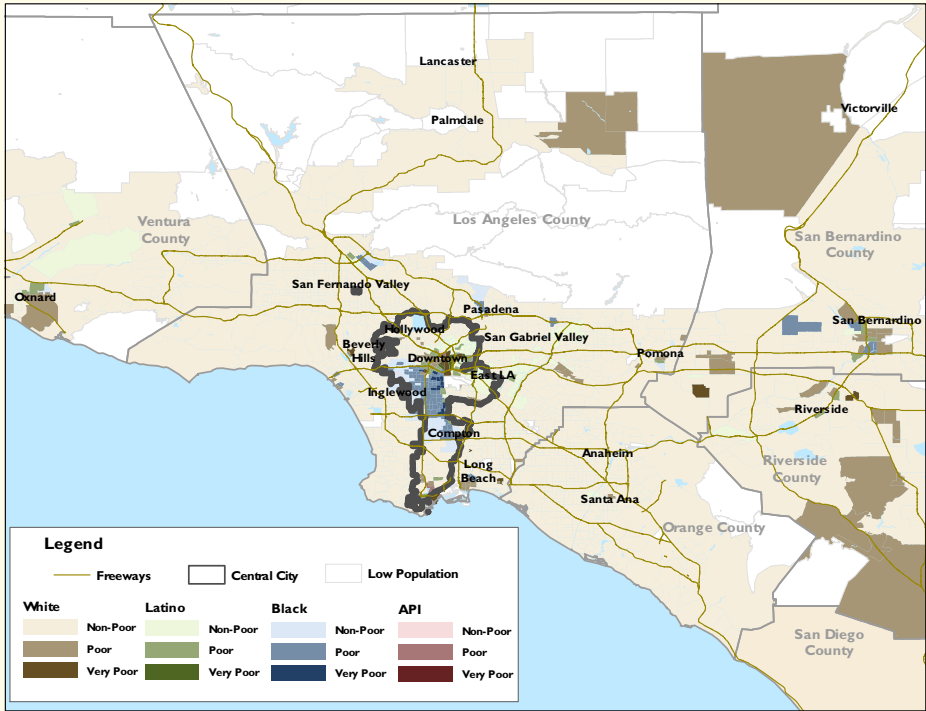 Lancaster
Palmdale
Victorville
Los Angeles County
Ventura
County
San Bernardino
County
San Fernando Valley
Oxnard
Pasadena
Hollywood
San Bernardino
San Gabriel Valley
Beverly
Hills
Downtown
Pomona
East LA
Inglewood
Riverside
Compton
Anaheim
Long
Beach
Riverside
County
Santa Ana
Orange County
San Diego
County
Legend
Freeways
Central City
Low Population
White
Latino
Black
API
Non-Poor
Non-Poor
Non-Poor
Non-Poor
Poor
Poor
Poor
Poor
Very Poor
Very Poor
Very Poor
Very Poor